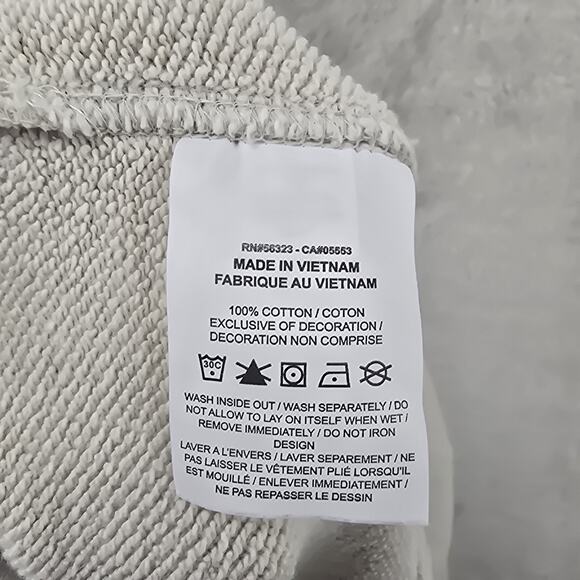 RN#56323 - CA#05553
MADE IN VIETNAM
FABRIQUE AU VIETNAM
100% COTTON / COTON
EXCLUSIVE OF DECORATION /
DECORATION NON COMPRISE
30C
WASH INSIDE OUT / WASH SEPARATELY / DO
NOT ALLOW TO LAY ON ITSELF WHEN WET /
REMOVE IMMEDIATELY / DO NOT IRON
DESIGN
LAVER A L'ENVERS / LAVER SEPAREMENT / NE
PAS LAISSER LE VÊTEMENT PLIÉ LORSQU'IL
EST MOUILLÉ / ENLEVER IMMEDIATEMENT /
NE PAS REPASSER LE DESSIN